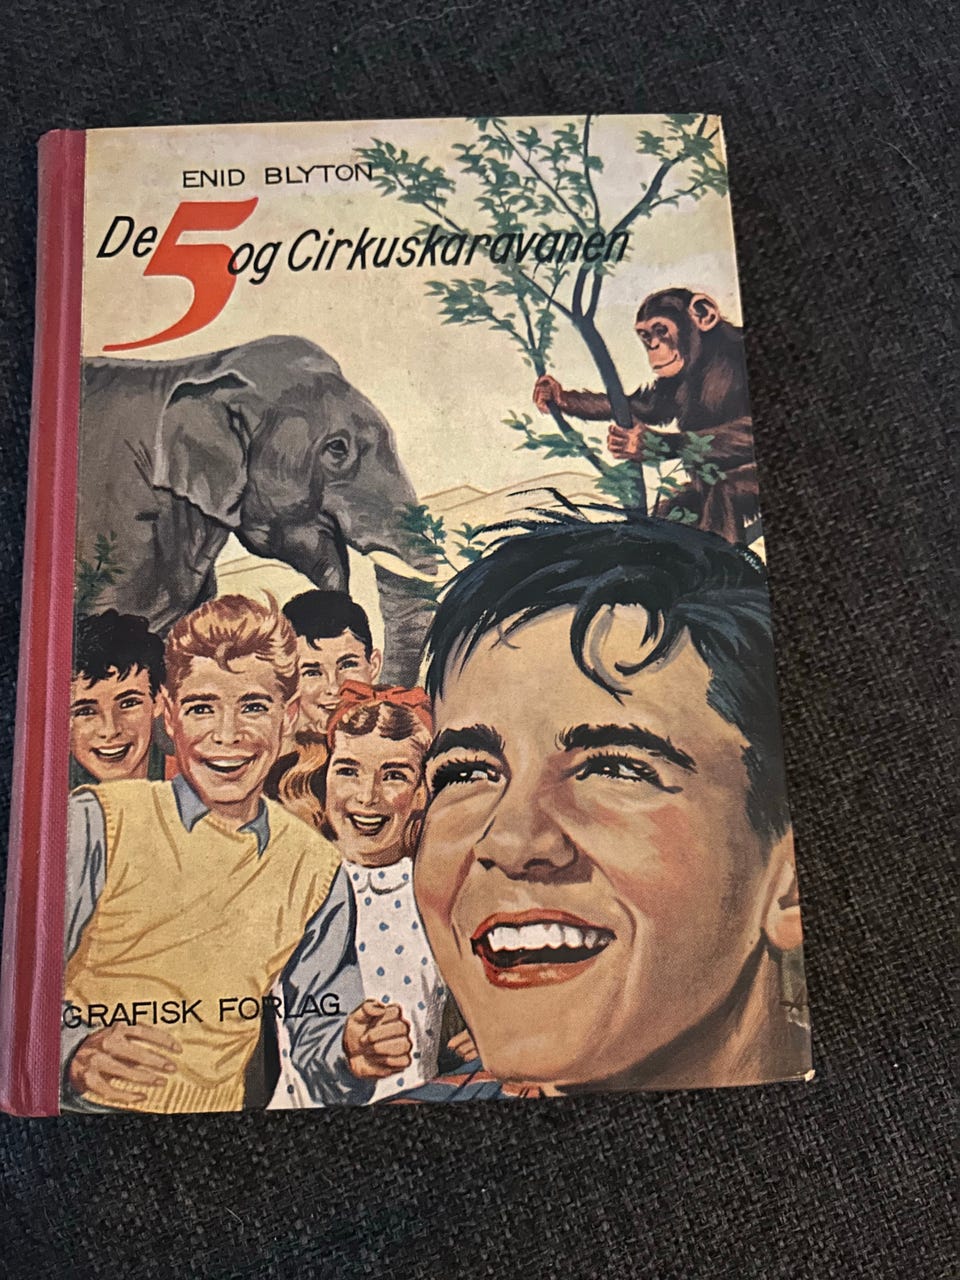 ENID BLYTON
De 5 og Cirkuskaravanen
GRAFISK FORLAG